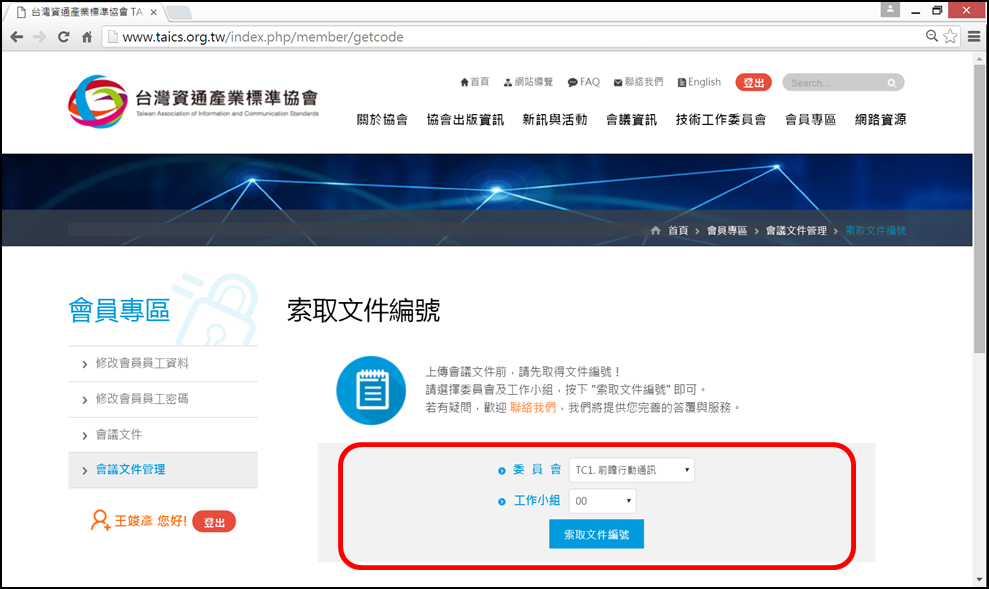 台灣資通產業標準協會 TA
www.taics.org.tw/index.php/member/getcode
首頁 網站導覽 FAQ 聯絡我們 English 登出 Search...
台灣資通產業標準協會
Taiwan Association of Information and Communication Standards
關於協會 協會出版資訊 新訊與活動 會議資訊 技術工作委員會 會員專區 網路資源
首頁 > 會員專區 > 會議文件管理 > 索取文件編號
會員專區
修改會員員工資料
修改會員員工密碼
會議文件
會議文件管理
王竣彥 您好! 登出
索取文件編號
上傳會議文件前，請先取得文件編號！
請選擇委員會及工作小組，按下 "索取文件編號" 即可。
若有疑問，歡迎 聯絡我們，我們將提供您完善的答覆與服務。
委 員 會 TC1. 前瞻行動通訊
工作小組 00
索取文件編號